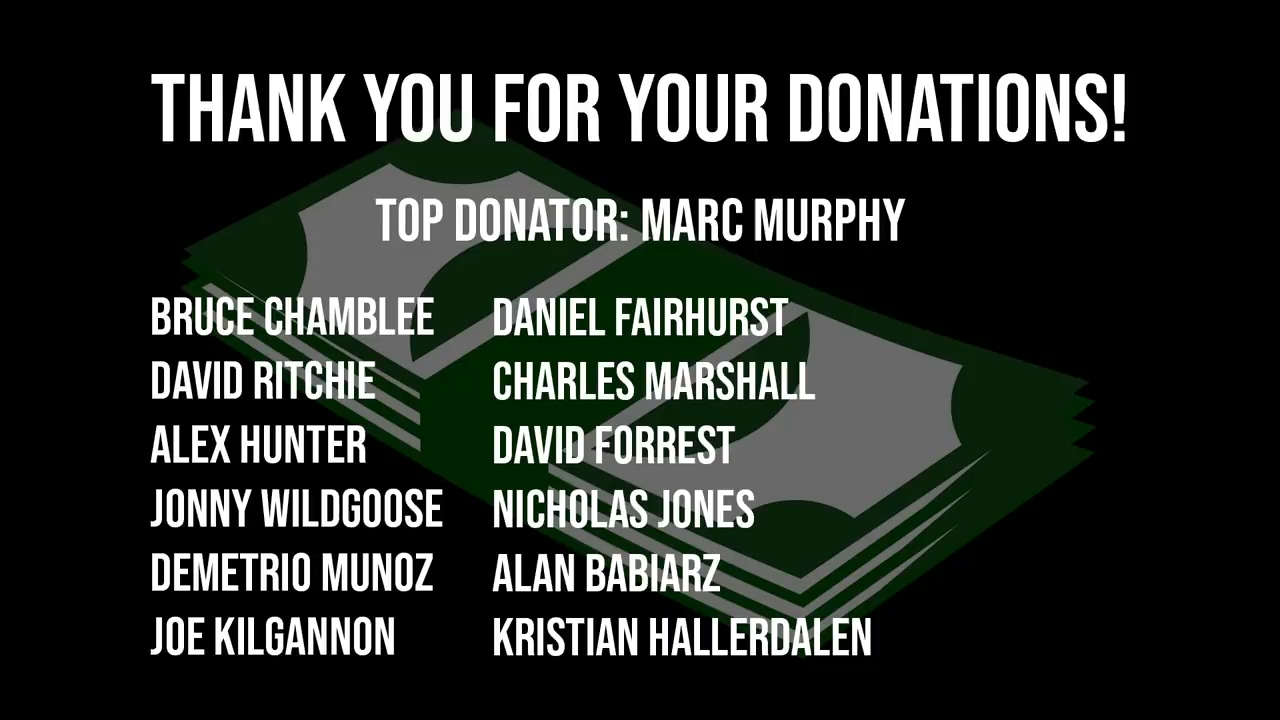 THANK YOU FOR YOUR DONATIONS!
TOP DONATOR: MARC MURPHY
BRUCE CHAMBLEE
DAVID RITCHIE
ALEX HUNTER
JONNY WILDGOOSE
DEMETRIO MUNOZ
JOE KILGANNON
DANIEL FAIRHURST
CHARLES MARSHALL
DAVID FORREST
NICHOLAS JONES
ALAN BABIARZ
KRISTIAN HALLERDALEN